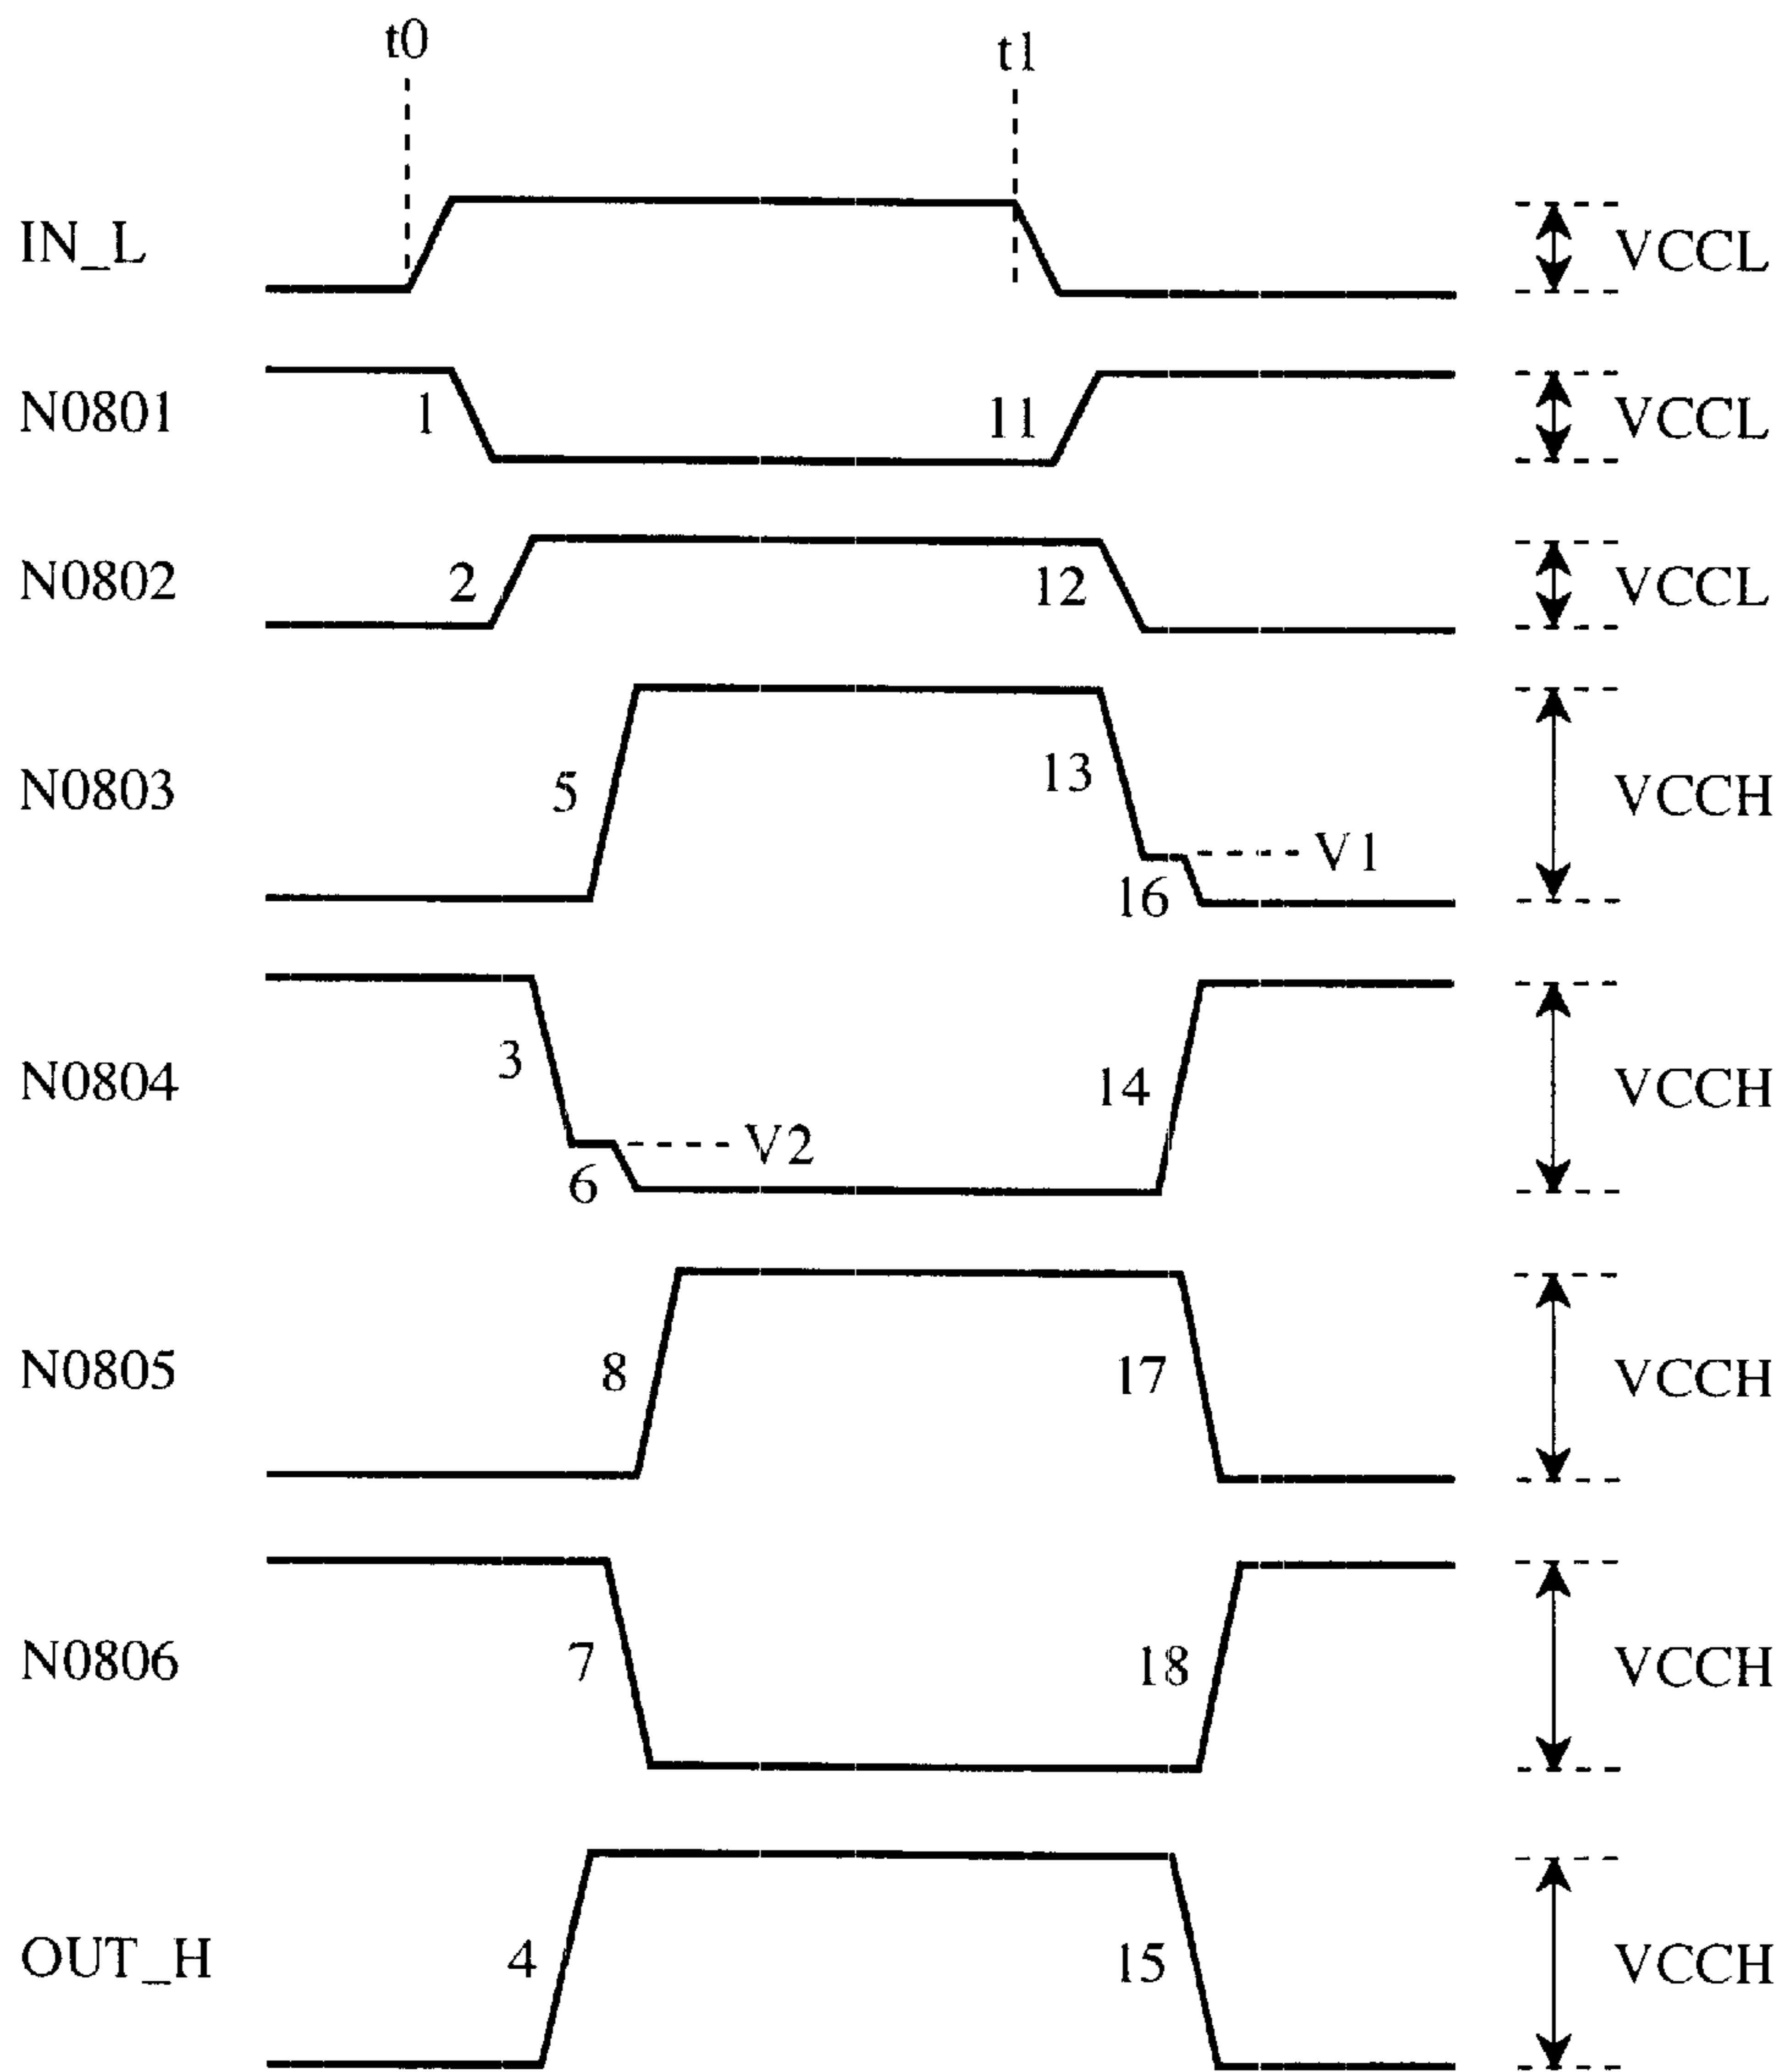 t0
t1
IN_L
VCCL
N0801
1
11
VCCL
N0802
2
12
VCCL
N0803
5
13
VCCH
V1
16
N0804
3
14
VCCH
V2
6
N0805
8
17
VCCH
N0806
7
18
VCCH
OUT_H
4
15
VCCH